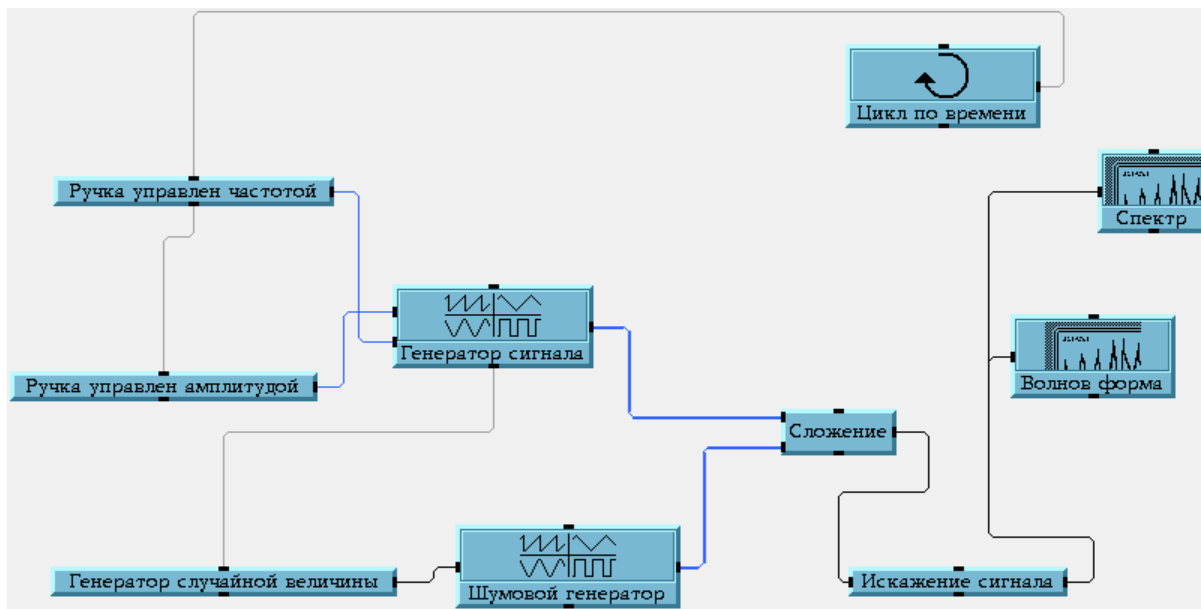 Цикл по времени
Ручка управлен частотой
Спектр
Генератор сигнала
Ручка управлен амплитудой
Волнов форма
Сложение
Генератор случайной величины
Шумовой генератор
Искажение сигнала